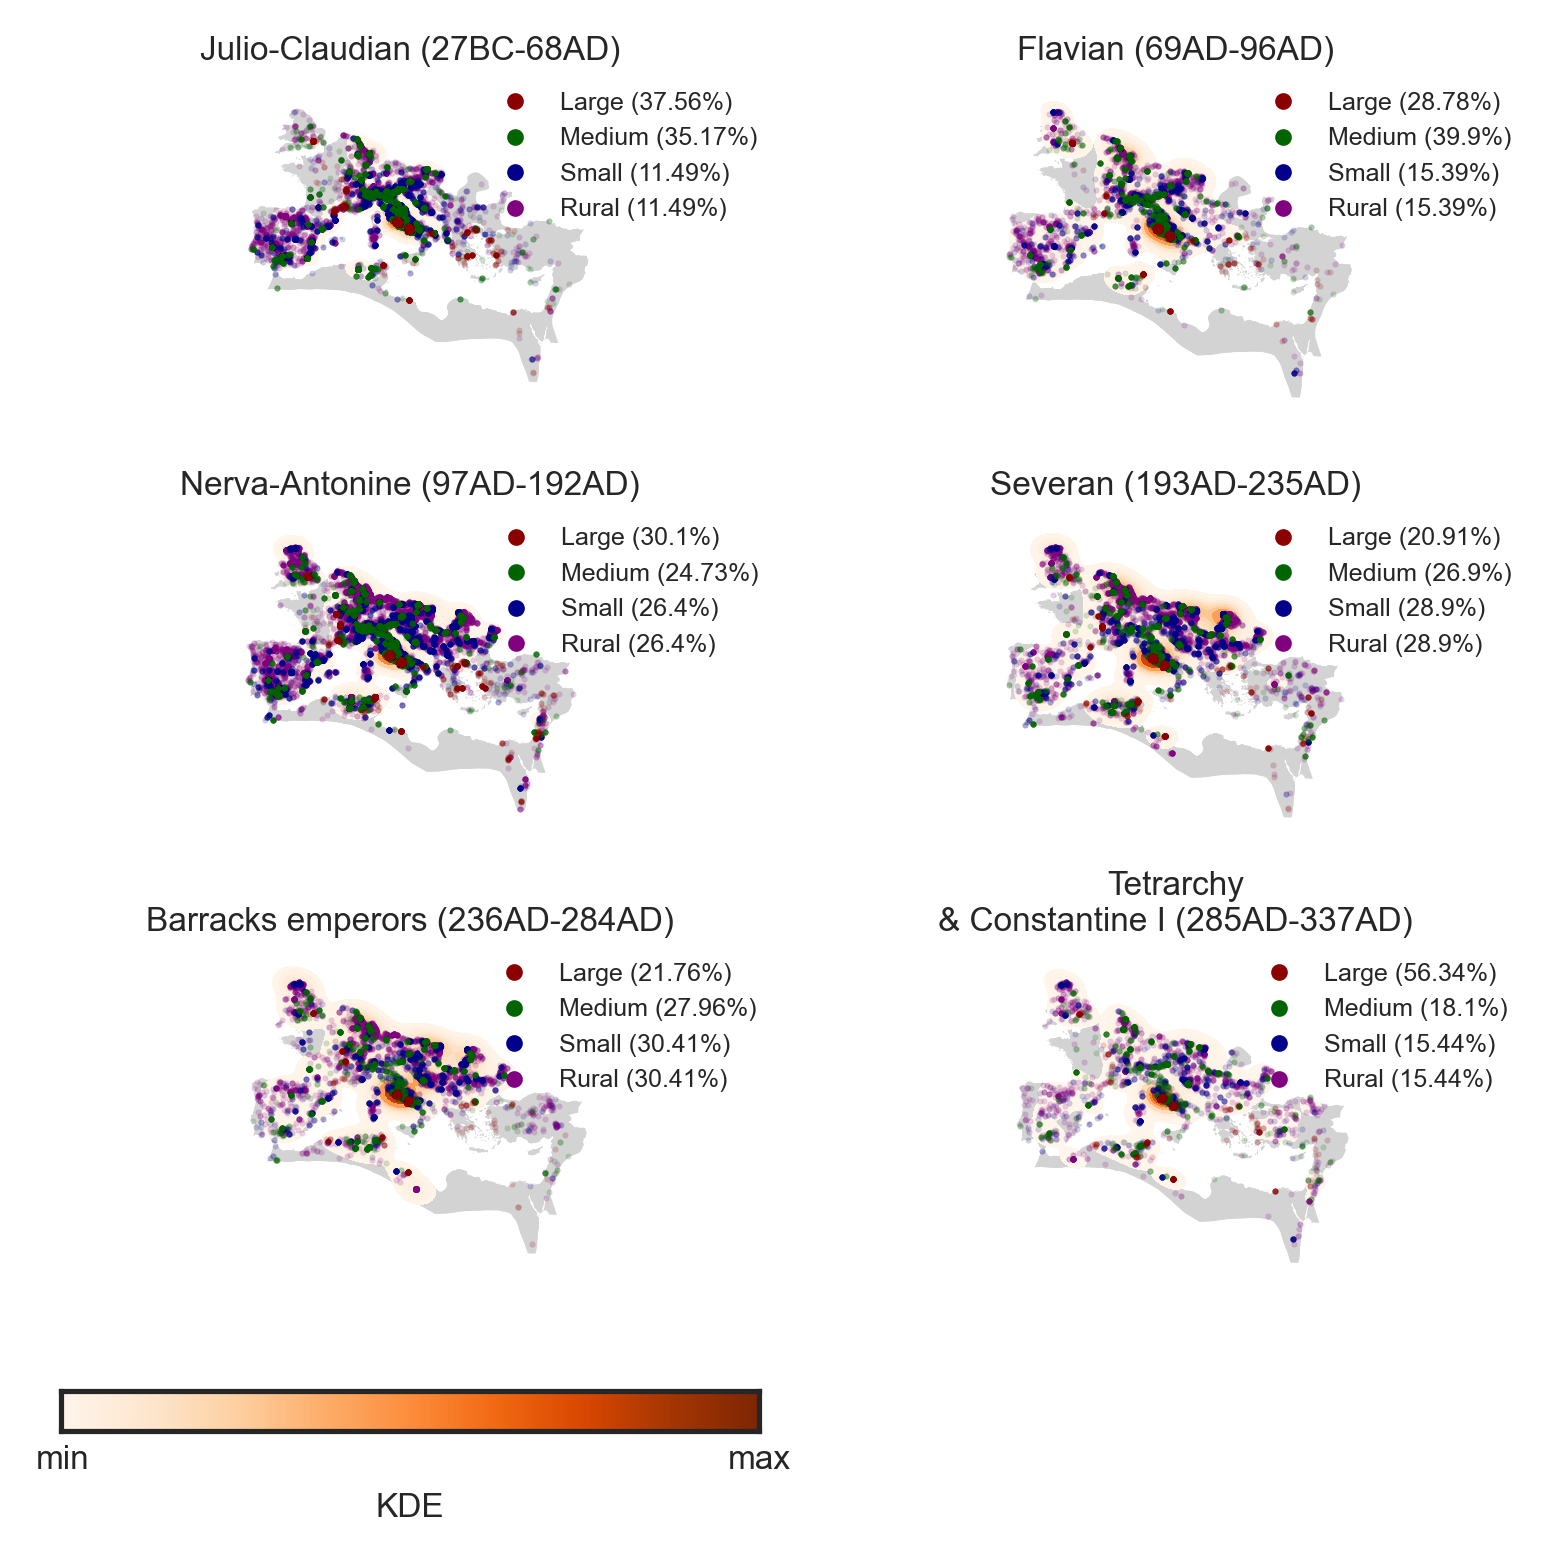 Julio-Claudian (27BC-68AD)
Large (37.56%)
Medium (35.17%)
Small (11.49%)
Rural (11.49%)
Flavian (69AD-96AD)
Large (28.78%)
Medium (39.9%)
Small (15.39%)
Rural (15.39%)
Nerva-Antonine (97AD-192AD)
Large (30.1%)
Medium (24.73%)
Small (26.4%)
Rural (26.4%)
Severan (193AD-235AD)
Large (20.91%)
Medium (26.9%)
Small (28.9%)
Rural (28.9%)
Barracks emperors (236AD-284AD)
Large (21.76%)
Medium (27.96%)
Small (30.41%)
Rural (30.41%)
Tetrarchy
& Constantine I (285AD-337AD)
Large (56.34%)
Medium (18.1%)
Small (15.44%)
Rural (15.44%)
min
max
KDE